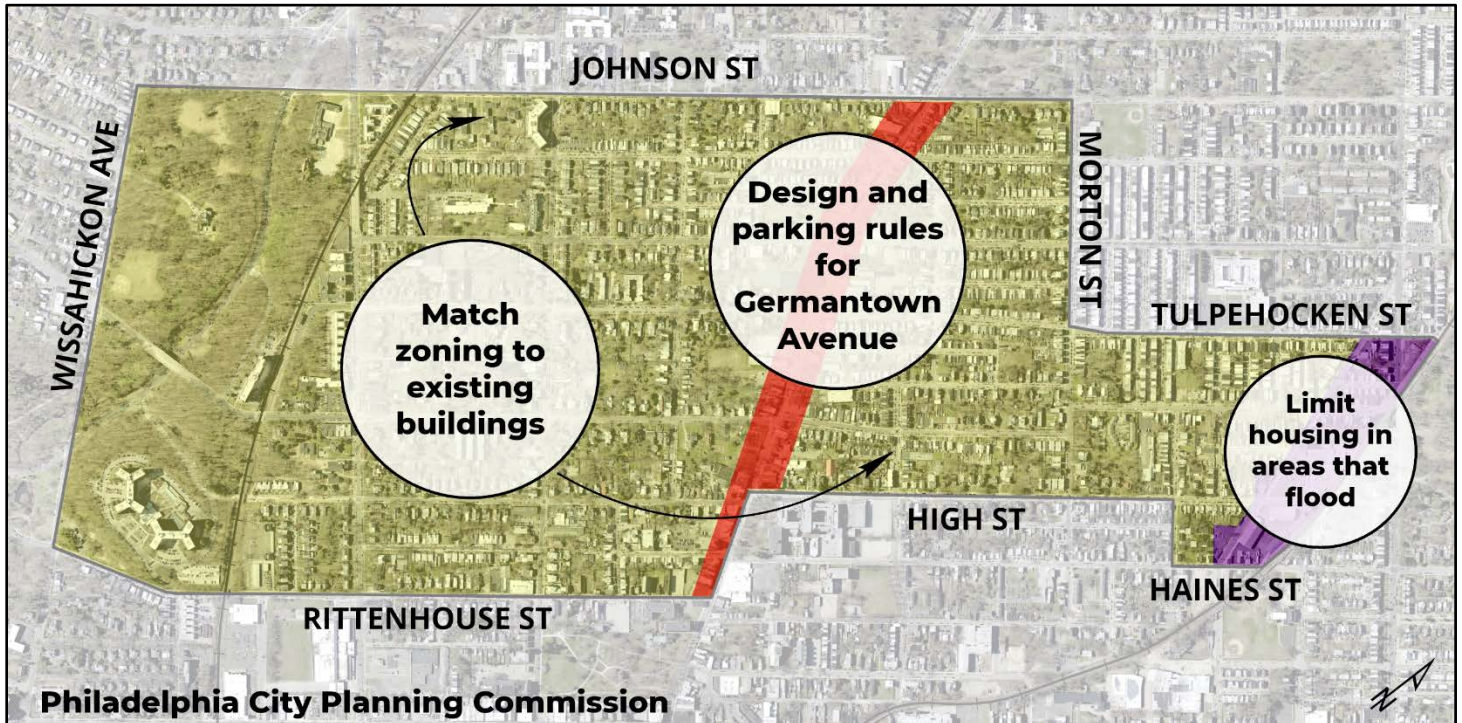 JOHNSON ST
WISSAHICKON AVE
MORTON ST
Design and
parking rules
for
Germantown
Avenue
Match
zoning to
existing
buildings
TULPEHOCKEN ST
Limit
housing in
areas that
flood
HIGH ST
HAINES ST
RITTENHOUSE ST
Philadelphia City Planning Commission
N